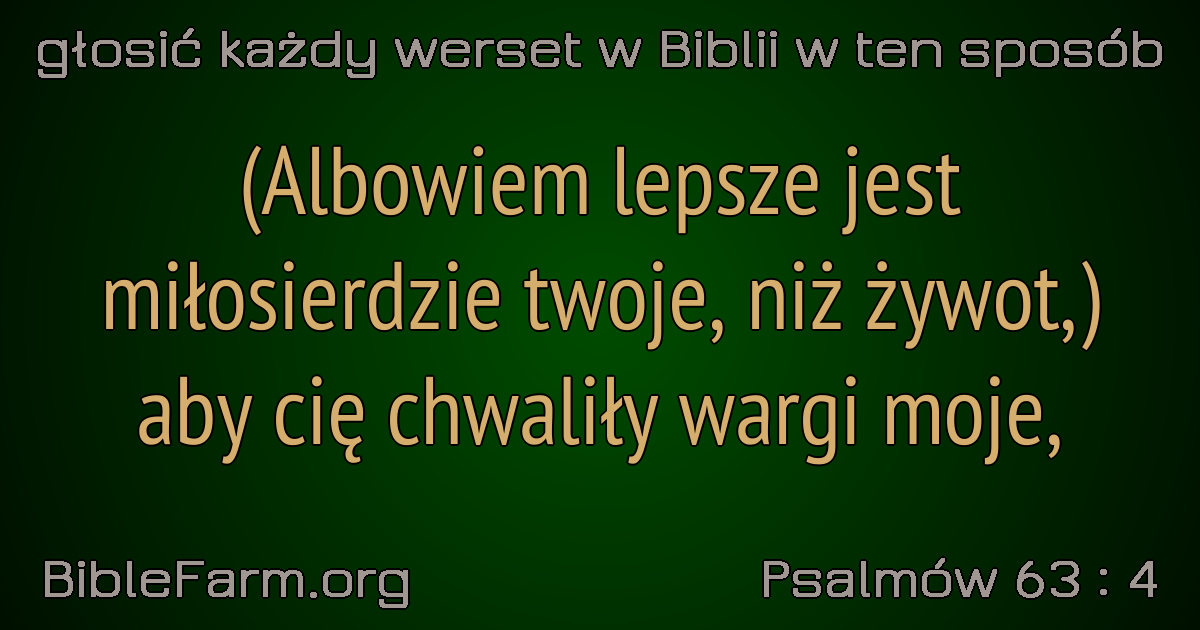 głosić każdy werset w Biblii w ten sposób
(Albowiem lepsze jest
miłosierdzie twoje, niż żywot,)
aby cię chwaliły wargi moje,
BibleFarm.org
Psalmów 63 : 4